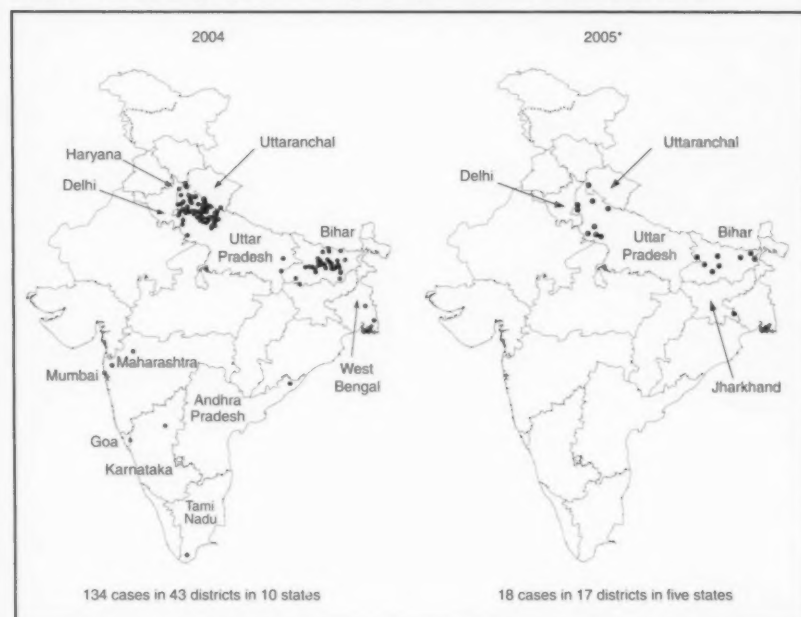 2004
Haryana
Uttaranchal
Delhi
Bihar
Uttar
Pradesh
Maharashtra
Mumbai
West
Bengal
Andhra
Pradesh
Goa
Karnataka
Tami
Nadu
134 cases in 43 districts in 10 states
2005*
Uttaranchal
Delhi
Bihar
Uttar
Pradesh
Jharkhand
18 cases in 17 districts in five states